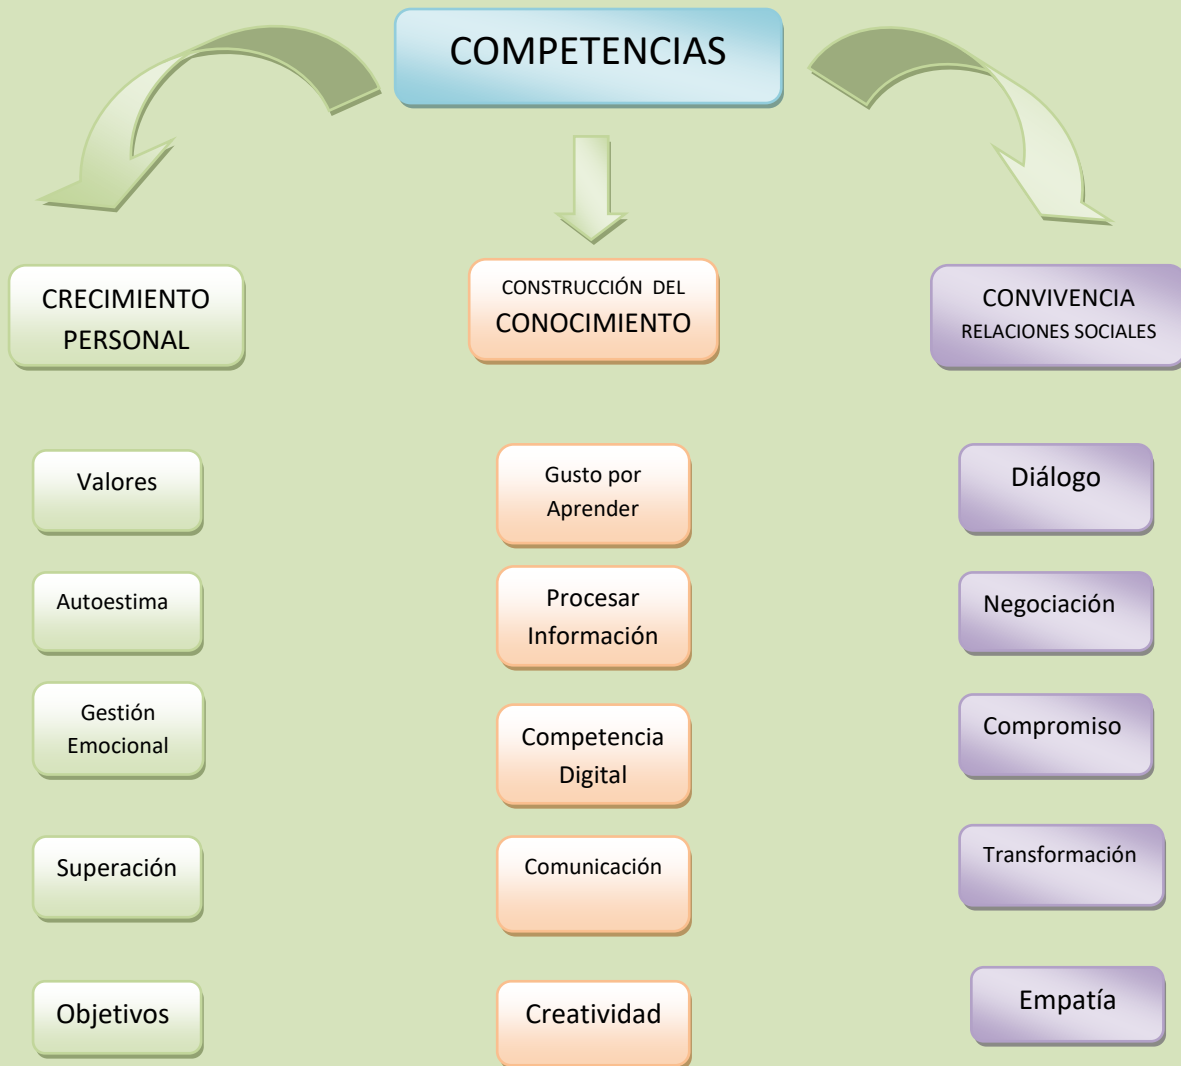 COMPETENCIAS
CRECIMIENTO
PERSONAL
CONSTRUCCIÓN DEL
CONOCIMIENTO
CONVIVENCIA
RELACIONES SOCIALES
Valores
Gusto por
Aprender
Diálogo
Autoestima
Procesar
Información
Negociación
Gestión
Emocional
Competencia
Digital
Compromiso
Superación
Comunicación
Transformación
Objetivos
Creatividad
Empatía